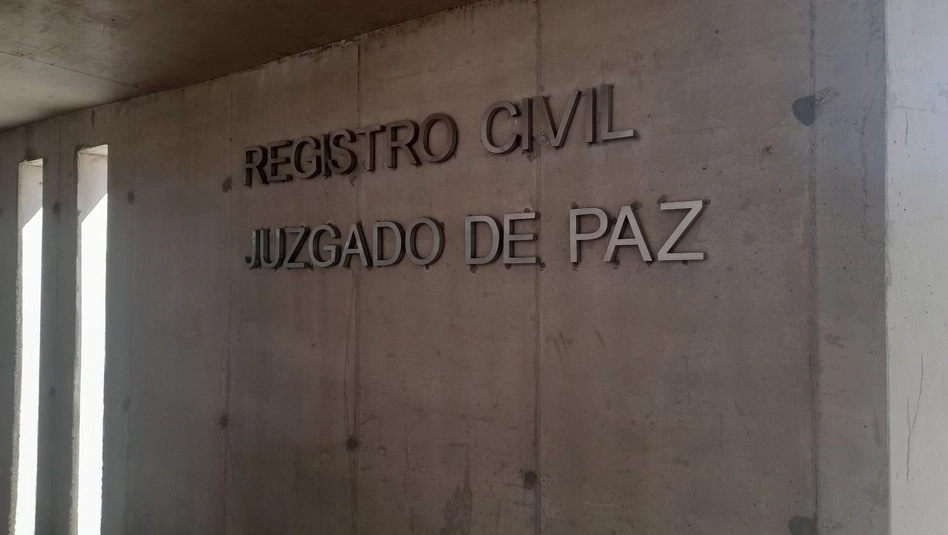 REGISTRO CIVIL
JUZGADO DE PAZ